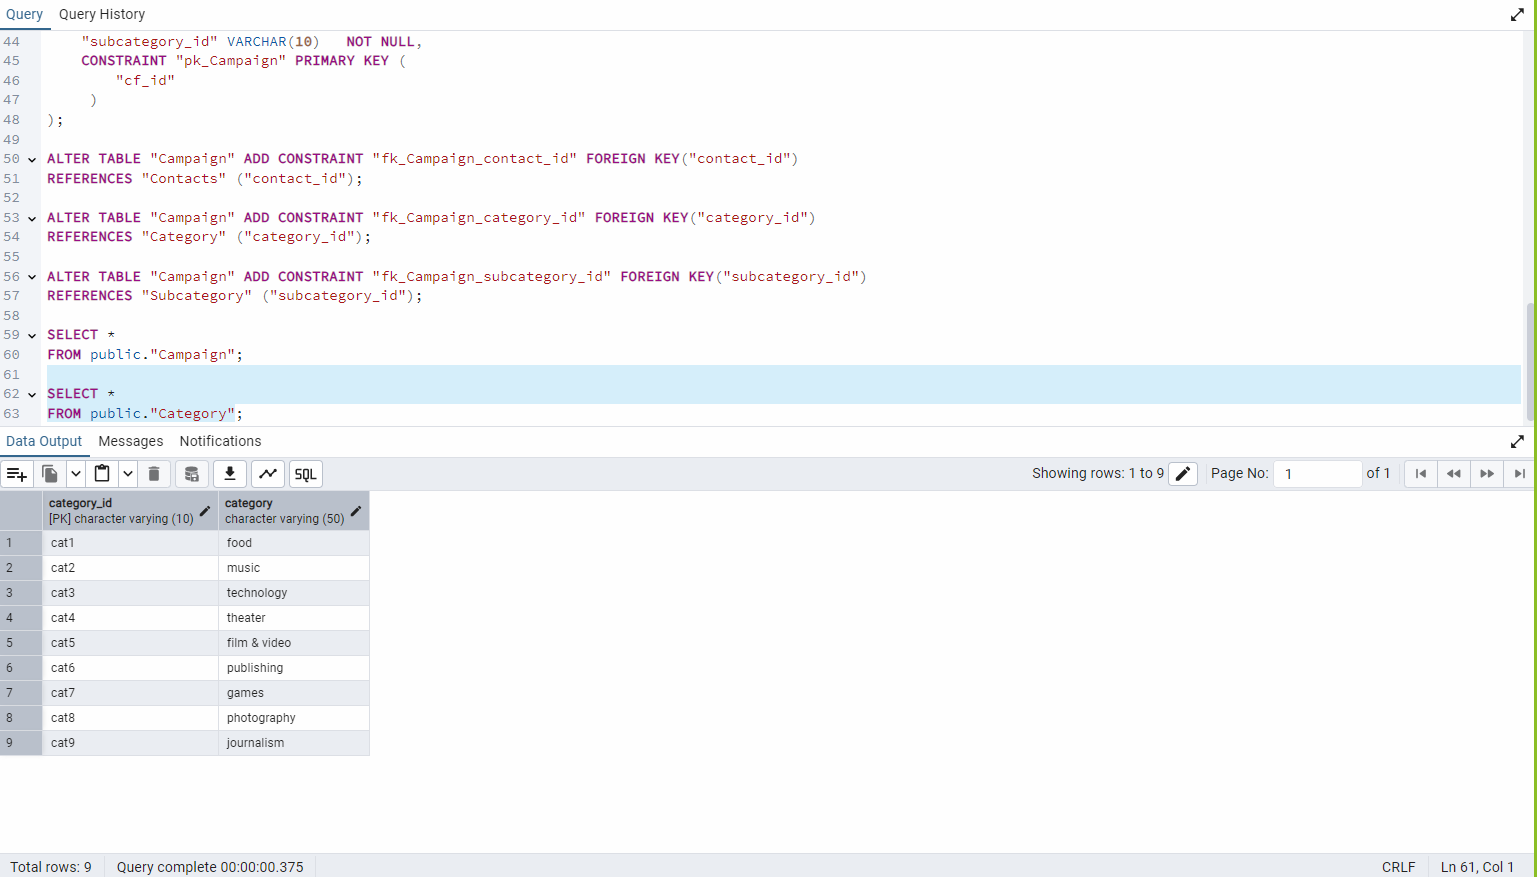 Query Query History
44 "subcategory_id" VARCHAR(10)   NOT NULL,
45 CONSTRAINT "pk_Campaign" PRIMARY KEY (
46 "cf_id"
47 )
48 );
49
50 ALTER TABLE "Campaign" ADD CONSTRAINT "fk_Campaign_contact_id" FOREIGN KEY("contact_id")
51 REFERENCES "Contacts" ("contact_id");
52
53 ALTER TABLE "Campaign" ADD CONSTRAINT "fk_Campaign_category_id" FOREIGN KEY("category_id")
54 REFERENCES "Category" ("category_id");
55
56 ALTER TABLE "Campaign" ADD CONSTRAINT "fk_Campaign_subcategory_id" FOREIGN KEY("subcategory_id")
57 REFERENCES "Subcategory" ("subcategory_id");
58
59 SELECT *
60 FROM public."Campaign";
61
62 SELECT *
63 FROM public."Category";
Data Output Messages Notifications
SQL Showing rows: 1 to 9 Page No: 1 of 1
category_id category
[PK] character varying (10) character varying (50)
1 cat1 food
2 cat2 music
3 cat3 technology
4 cat4 theater
5 cat5 film & video
6 cat6 publishing
7 cat7 games
8 cat8 photography
9 cat9 journalism
Total rows: 9 Query complete 00:00:00.375 CRLF Ln 61, Col 1